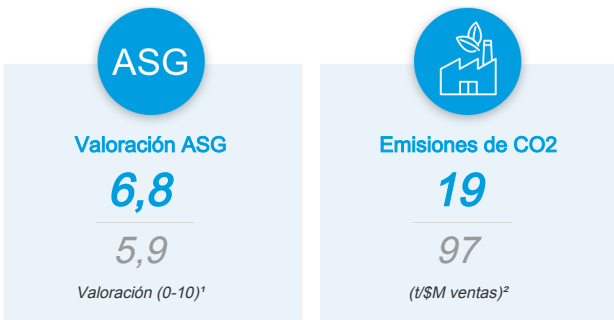 ASG
Valoración ASG
6,8
5,9
Valoración (0-10)¹
Emisiones de CO2
19
97
(t/$M ventas)²